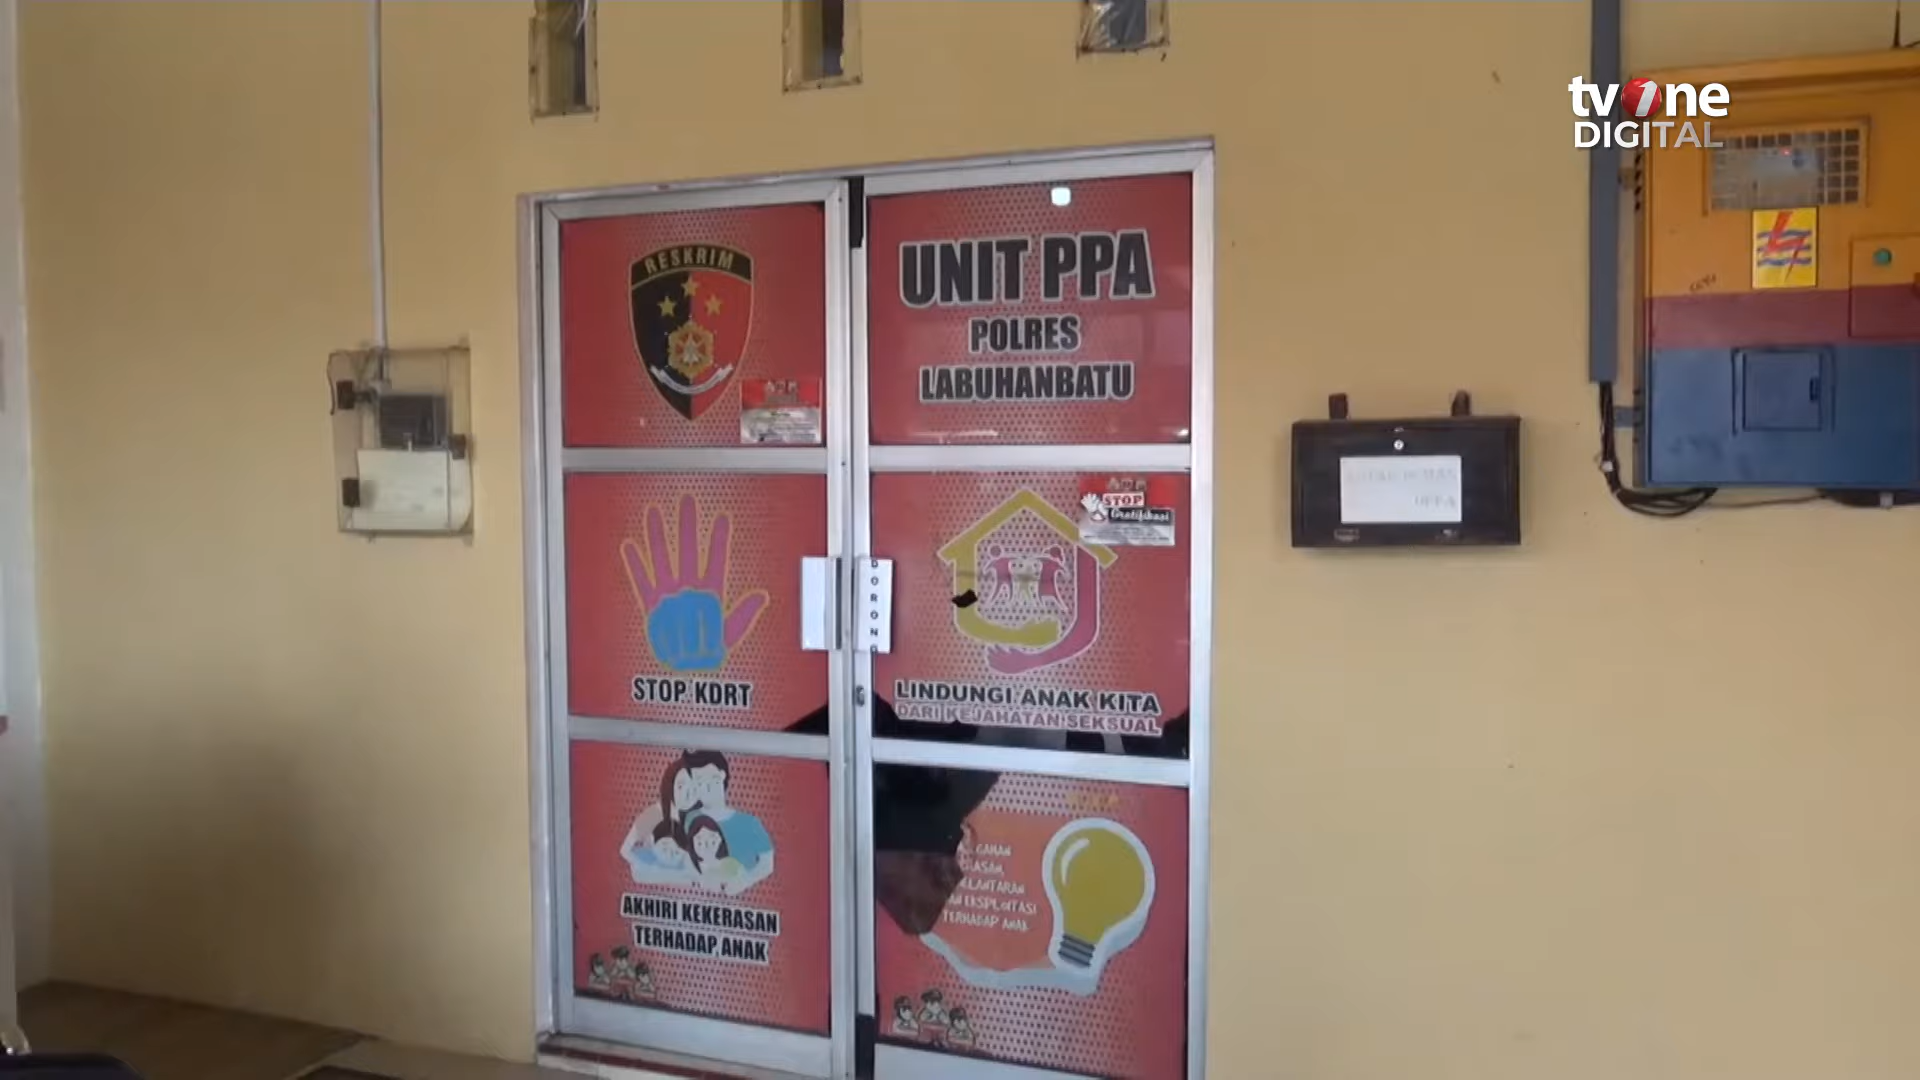 tvOne
DIGITAL
RESKRIM
UNIT PPA
POLRES
LABUHANBATU
STOP
Gratifikasi
DORONG
STOP KDRT
LINDUNGI ANAK KITA
DARI KEJAHATAN SEKSUAL
AKHIRI KEKERASAN
TERHADAP ANAK
TERHADAP ANAK